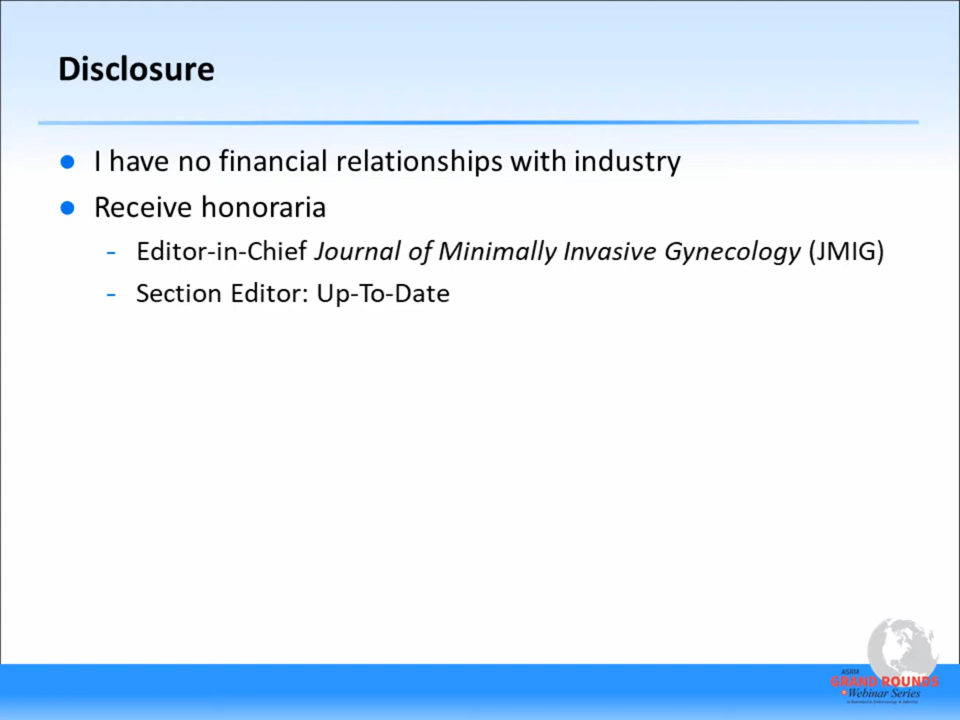 Disclosure
● I have no financial relationships with industry
● Receive honoraria
- Editor-in-Chief Journal of Minimally Invasive Gynecology (JMIG)
- Section Editor: Up-To-Date
ASRM
GRAND ROUNDS
Webinar Series